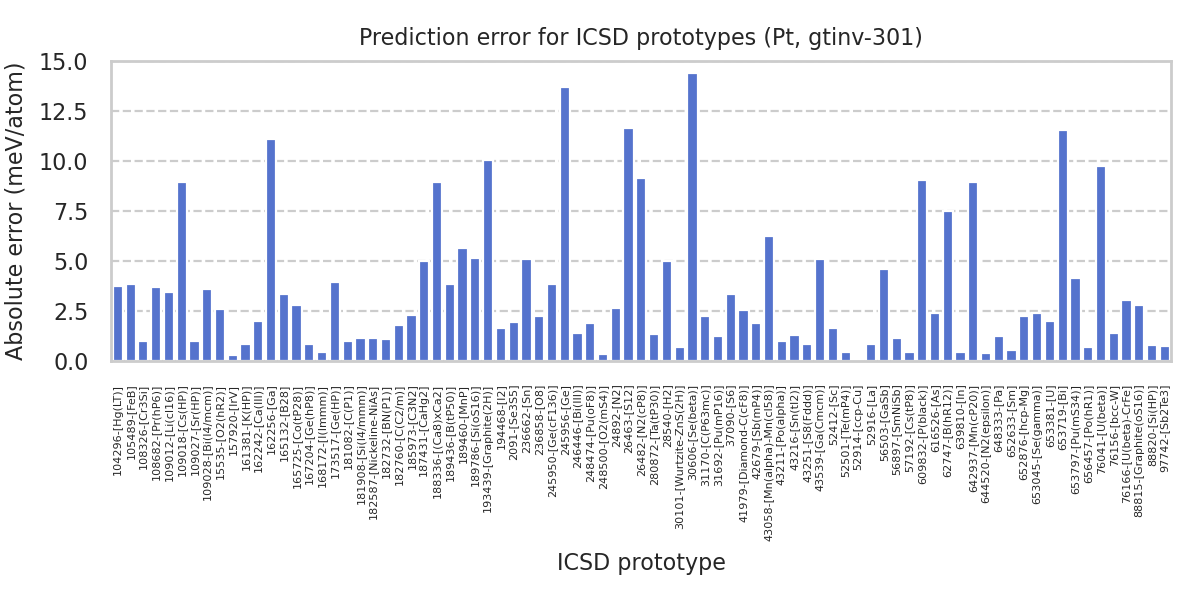 Prediction error for ICSD prototypes (Pt, gtinv-301)
Absolute error (meV/atom)
15.0
12.5
10.0
7.5
5.0
2.5
0.0
104296-[Hg(LT)]
105489-[FeB]
108326-[Cr3Si]
108682-[Pr(hP6)]
109012-[Li(cI16)]
109018-[Cs(HP)]
109027-[Sr(HP)]
109028-[Bi(I4/mcm)]
15535-[O2(hR2)]
157920-[IrV]
161381-[K(HP)]
162242-[Ca(III)]
162256-[Ga]
165132-[B28]
165725-[Co(tP28)]
167204-[Ge(hP8)]
168172-[I(Immm)]
173517-[Ge(HP)]
181082-[C(P1)]
181908-[Si(I4/mmm)]
182587-[Nickeline-NiAs]
182732-[BN(P1)]
182760-[C(C2/m)]
185973-[C3N2]
187431-[CaHg2]
188336-[(Ca8)xCa2]
189436-[B(tP50)]
189460-[MnP]
189786-[Si(oS16)]
193439-[Graphite(2H)]
194468-[I2]
2091-[Se3S5]
236662-[Sn]
236858-[O8]
245950-[Ge(cF136)]
245956-[Ge]
246446-[Bi(III)]
248474-[Pu(oF8)]
248500-[O2(mS4)]
24892-[N2]
26463-[S12]
26482-[N2(cP8)]
280872-[Ta(tP30)]
28540-[H2]
30101-[Wurtzite-ZnS(2H)]
30606-[Se(beta)]
31170-[C(P63mc)]
31692-[Pu(mP16)]
37090-[S6]
41979-[Diamond-C(cF8)]
42679-[Sb(mP4)]
43058-[Mn(alpha)-Mn(cI58)]
43211-[Po(alpha)]
43216-[Sn(tI2)]
43251-[S8(Fddd)]
43539-[Ga(Cmcm)]
52412-[Sc]
52501-[Te(mP4)]
52914-[ccp-Cu]
52916-[La]
56503-[GaSb]
56897-[SmNiSb]
57192-[Cs(tP8)]
609832-[P(black)]
616526-[As]
62747-[B(hR12)]
639810-[In]
642937-[Mn(cP20)]
644520-[N2(epsilon)]
648333-[Pa]
652633-[Sm]
652876-[hcp-Mg]
653045-[Se(gamma)]
653381-[U]
653719-[Bi]
653797-[Pu(mS34)]
656457-[Po(hR1)]
76041-[U(beta)]
76156-[bcc-W]
76166-[U(beta)-CrFe]
88815-[Graphite(oS16)]
88820-[Si(HP)]
97742-[Sb2Te3]
ICSD prototype